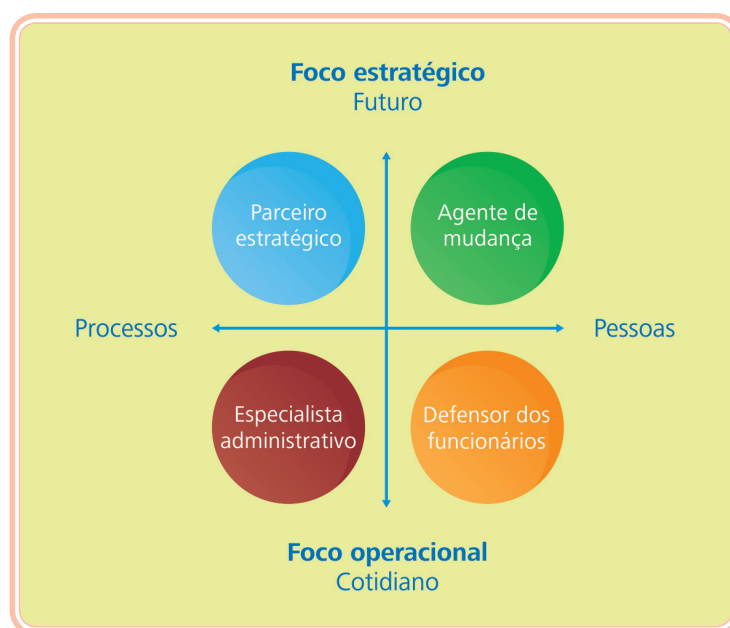 Foco estratégico
Futuro
Parceiro
estratégico
Agente de
mudança
Processos
Pessoas
Especialista
administrativo
Defensor dos
funcionários
Foco operacional
Cotidiano